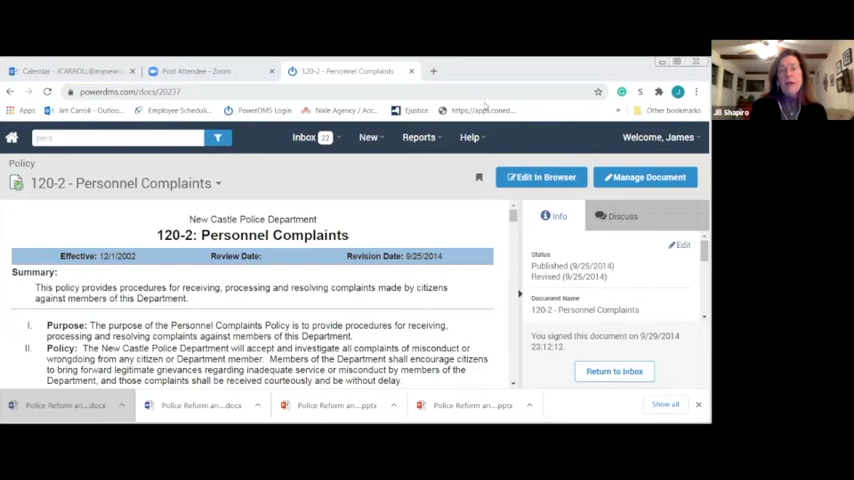 Calendar - JCARROLL@mynew
Post Attendee - Zoom
120-2 - Personnel Complaints
powerdms.com/docs/20237
Apps
Jim Carroll - Outloo...
Employee Scheduli...
PowerDMS Login
Nixle Agency / Acc...
Ejustice
https://apps.coned...
Other bookmarks
pers
Inbox 22
New
Reports
Help
Welcome, James
Policy
120-2 - Personnel Complaints
Edit In Browser
Manage Document
New Castle Police Department
120-2: Personnel Complaints
Effective: 12/1/2002 Review Date: Revision Date: 9/25/2014
Summary:
This policy provides procedures for receiving, processing and resolving complaints made by citizens
against members of this Department.
I. Purpose: The purpose of the Personnel Complaints Policy is to provide procedures for receiving,
processing and resolving complaints against members of this Department.
II. Policy: The New Castle Police Department will accept and investigate all complaints of misconduct or
wrongdoing from any citizen or Department member. Members of the Department shall encourage citizens
to bring forward legitimate grievances regarding inadequate service or misconduct by members of the
Department, and those complaints shall be received courteously and be without delay.
Info
Discuss
Edit
Status
Published (9/25/2014)
Revised (9/25/2014)
Document Name
120-2 - Personnel Complaints
You signed this document on 9/29/2014
23:12:12.
Return to Inbox
Police Reform an....docx
Police Reform an....docx
Police Reform an....pptx
Police Reform an....pptx
Show all
Jill Shapiro